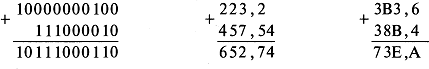 + 10000000100 + 223,2 + 3B3,6
111000010 457,54 38B,4
10111000110 652,74 73E,A